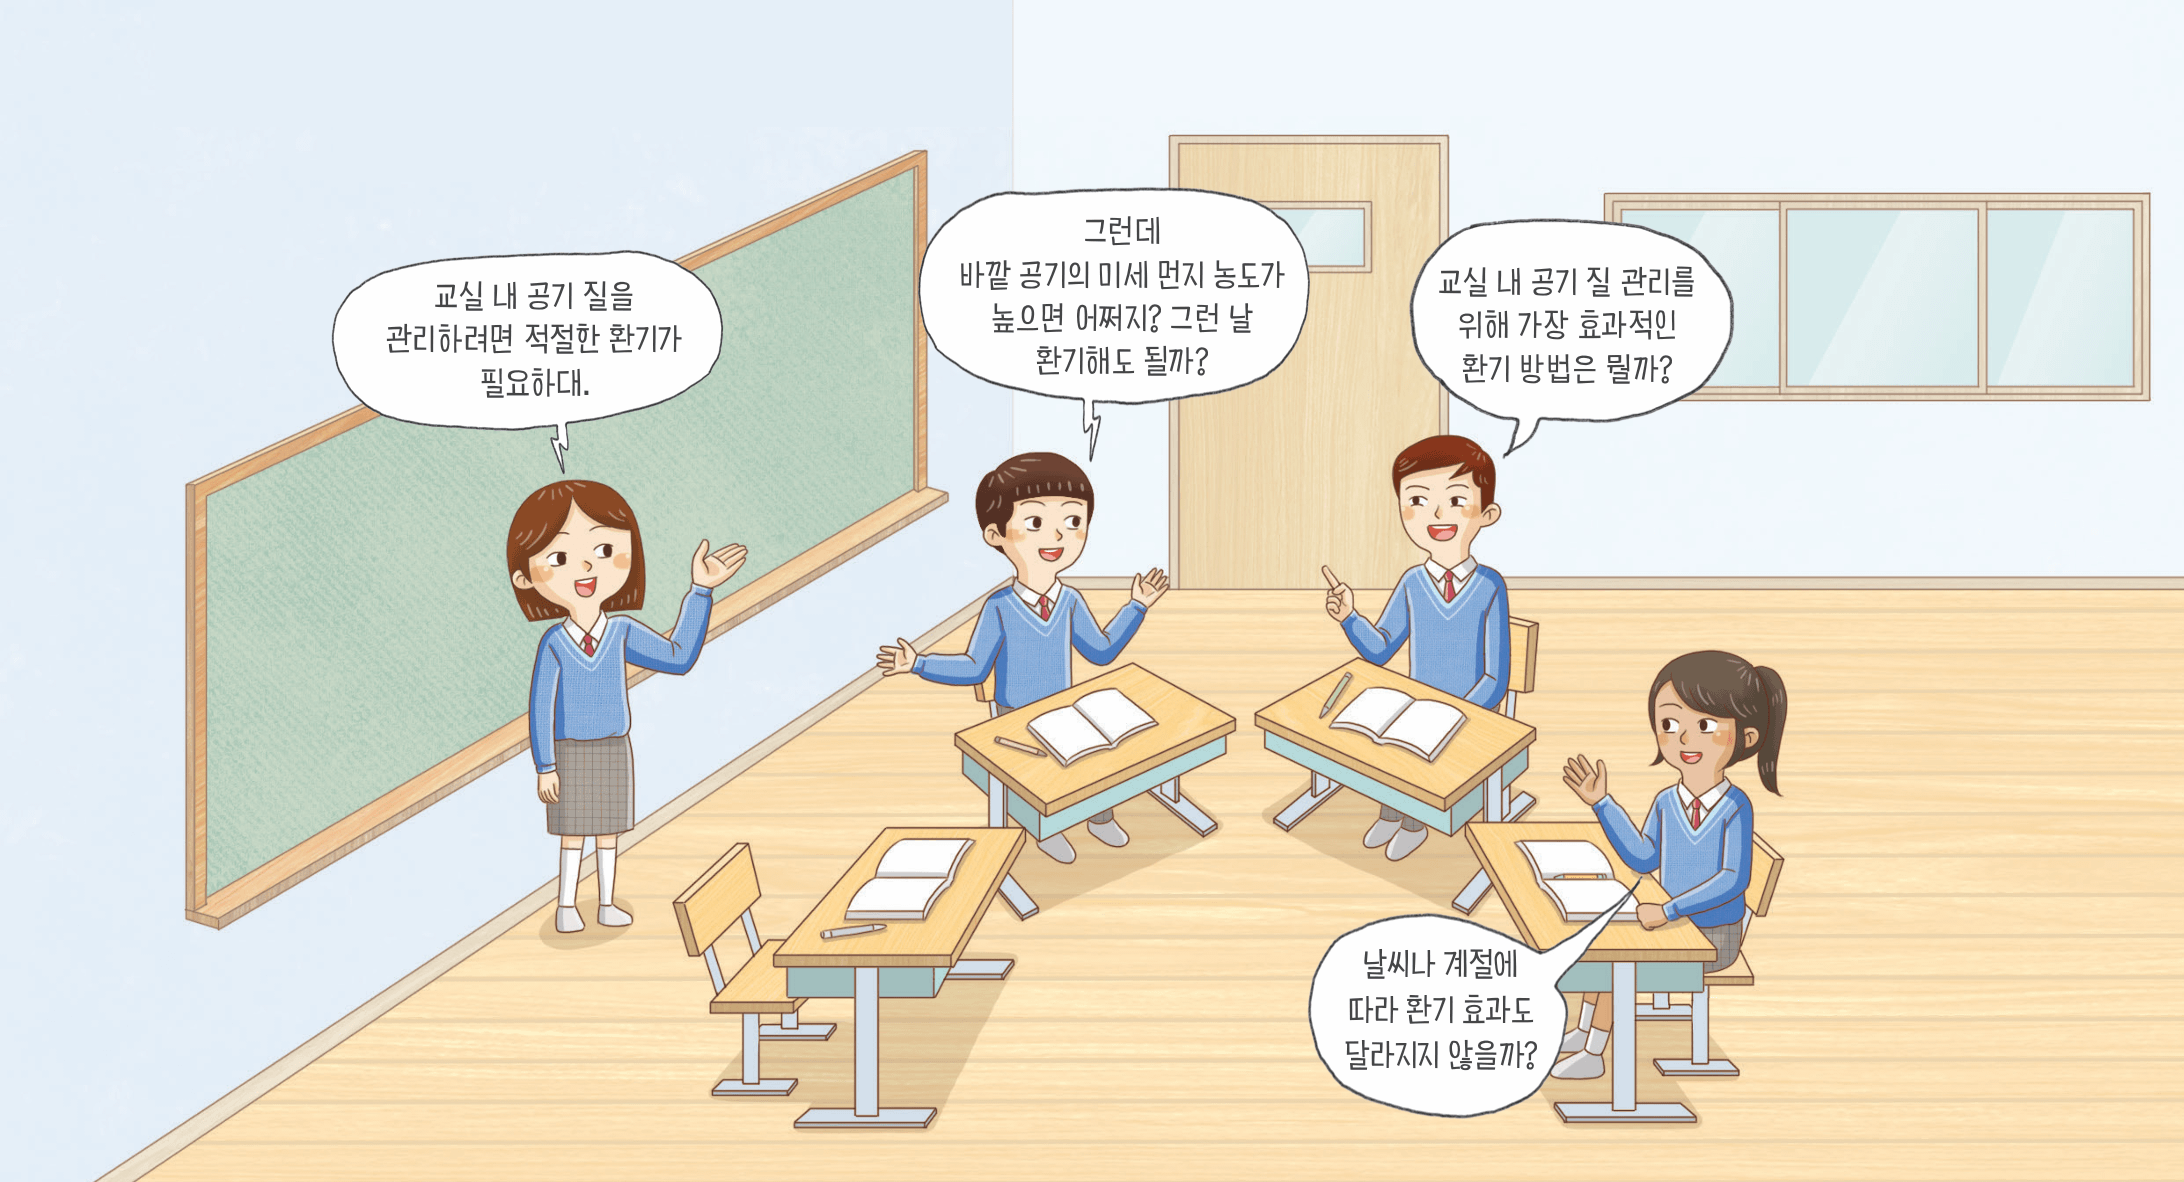 교실 내 공기 질을
관리하려면 적절한 환기가
필요하대.
그런데
바깥 공기의 미세 먼지 농도가
높으면 어쩌지? 그런 날
환기해도 될까?
교실 내 공기 질 관리를
위해 가장 효과적인
환기 방법은 뭘까?
날씨나 계절에
따라 환기 효과도
달라지지 않을까?